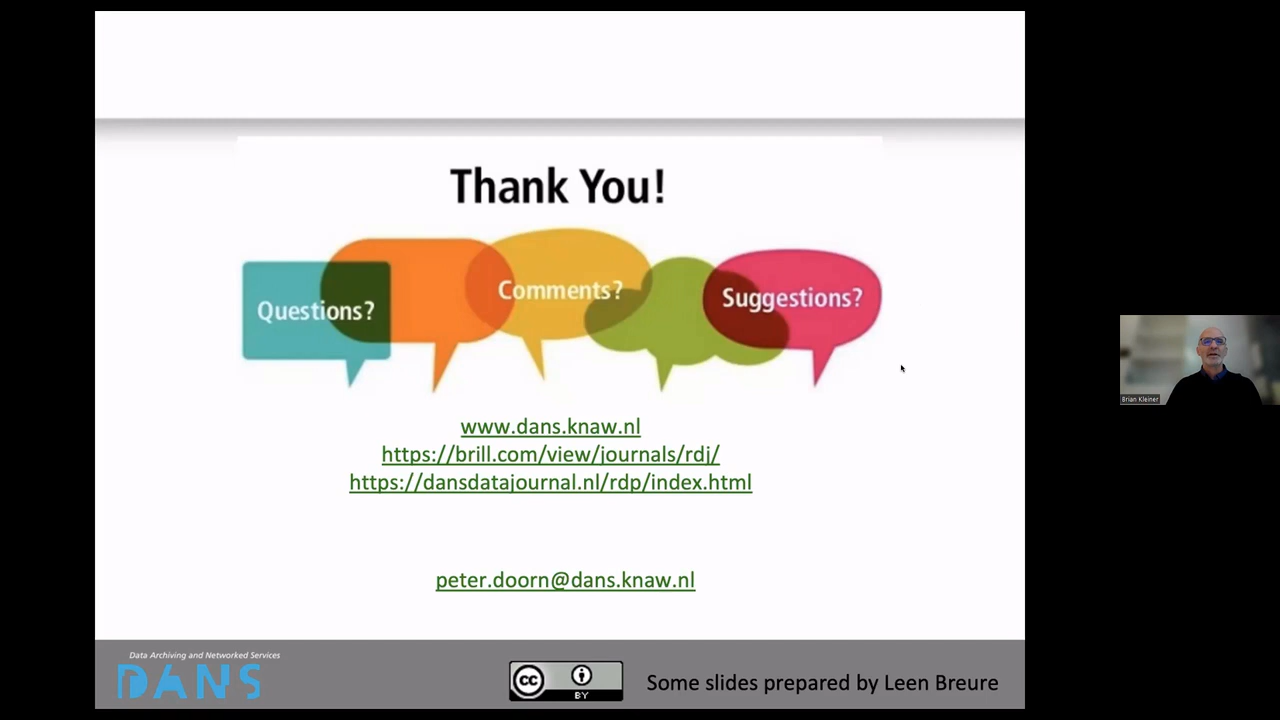 Thank You!
Questions?
Comments?
Suggestions?
www.dans.knaw.nl
https://brill.com/view/journals/rdj/
https://dansdatajournal.nl/rdp/index.html
peter.doorn@dans.knaw.nl
Data Archiving and Networked Services
DANS
cc
BY
Some slides prepared by Leen Breure
Brian Kleiner